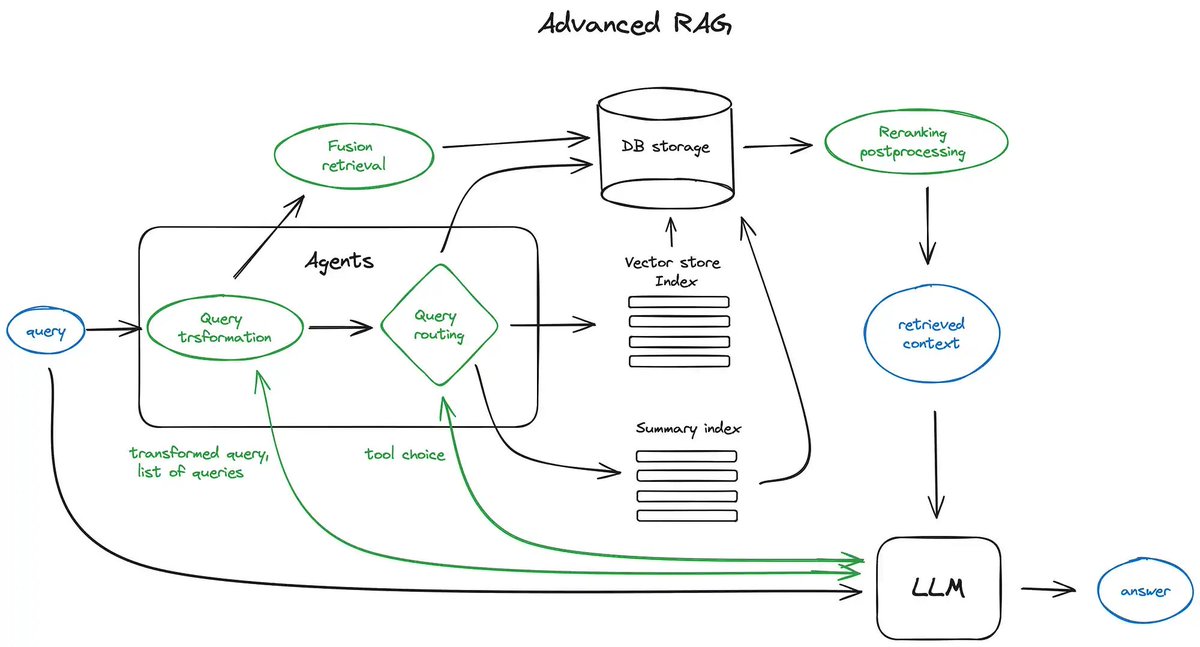 Advanced RAG
Fusion
retrieval
DB storage
Reranking
postprocessing
Agents
Vector store
Index
query
Query
trsformation
Query
routing
retrieved
context
Summary index
transformed query,
list of queries
tool choice
LLM
answer